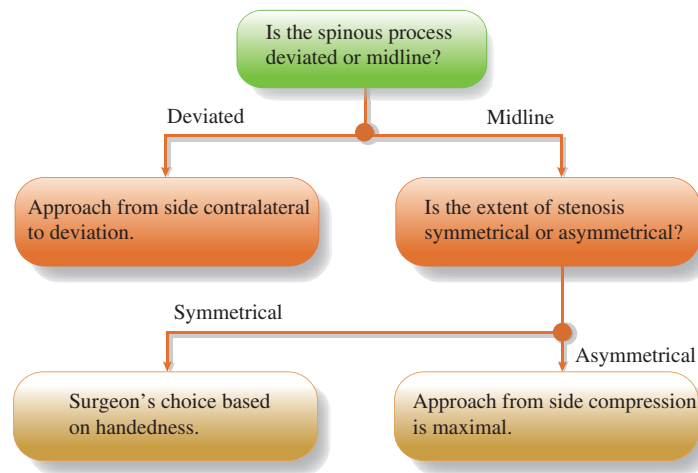 Is the spinous process
deviated or midline?
Deviated
Midline
Approach from side contralateral
to deviation.
Is the extent of stenosis
symmetrical or asymmetrical?
Symmetrical
Asymmetrical
Surgeon’s choice based
on handedness.
Approach from side compression
is maximal.